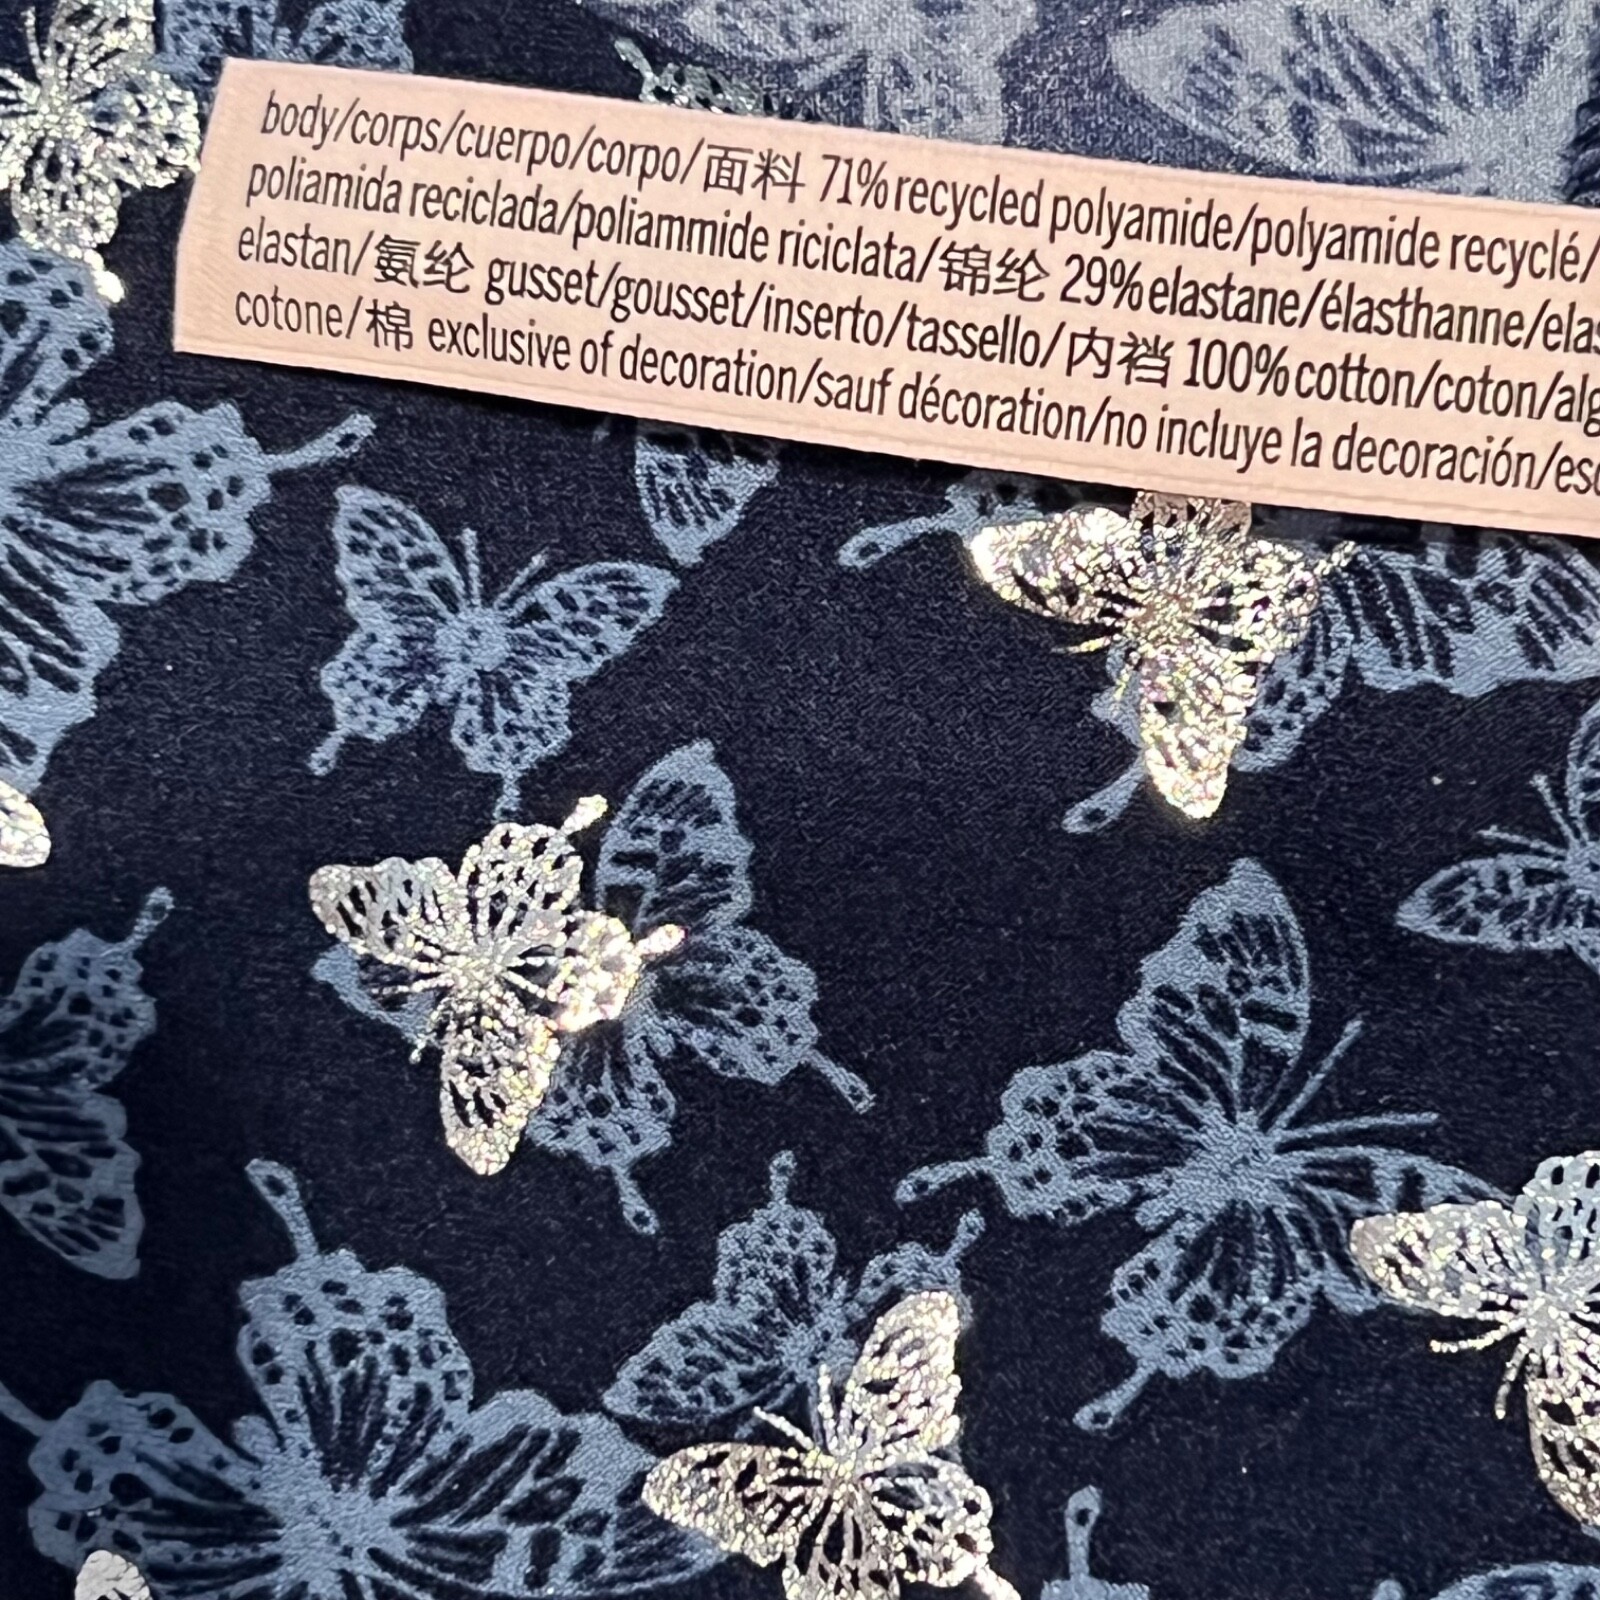 body/corps/cuerpo/corpo/面料 71% recycled polyamide/polyamide recyclé/
poliamida reciclada/poliammide riciclata/锦纶 29% elastane/élasthanne/
elastan/氨纶 gusset/gousset/inserto/tassello/内裆 100% cotton/coton/
cotone/棉 exclusive of decoration/sauf décoration/no incluye la decoración/